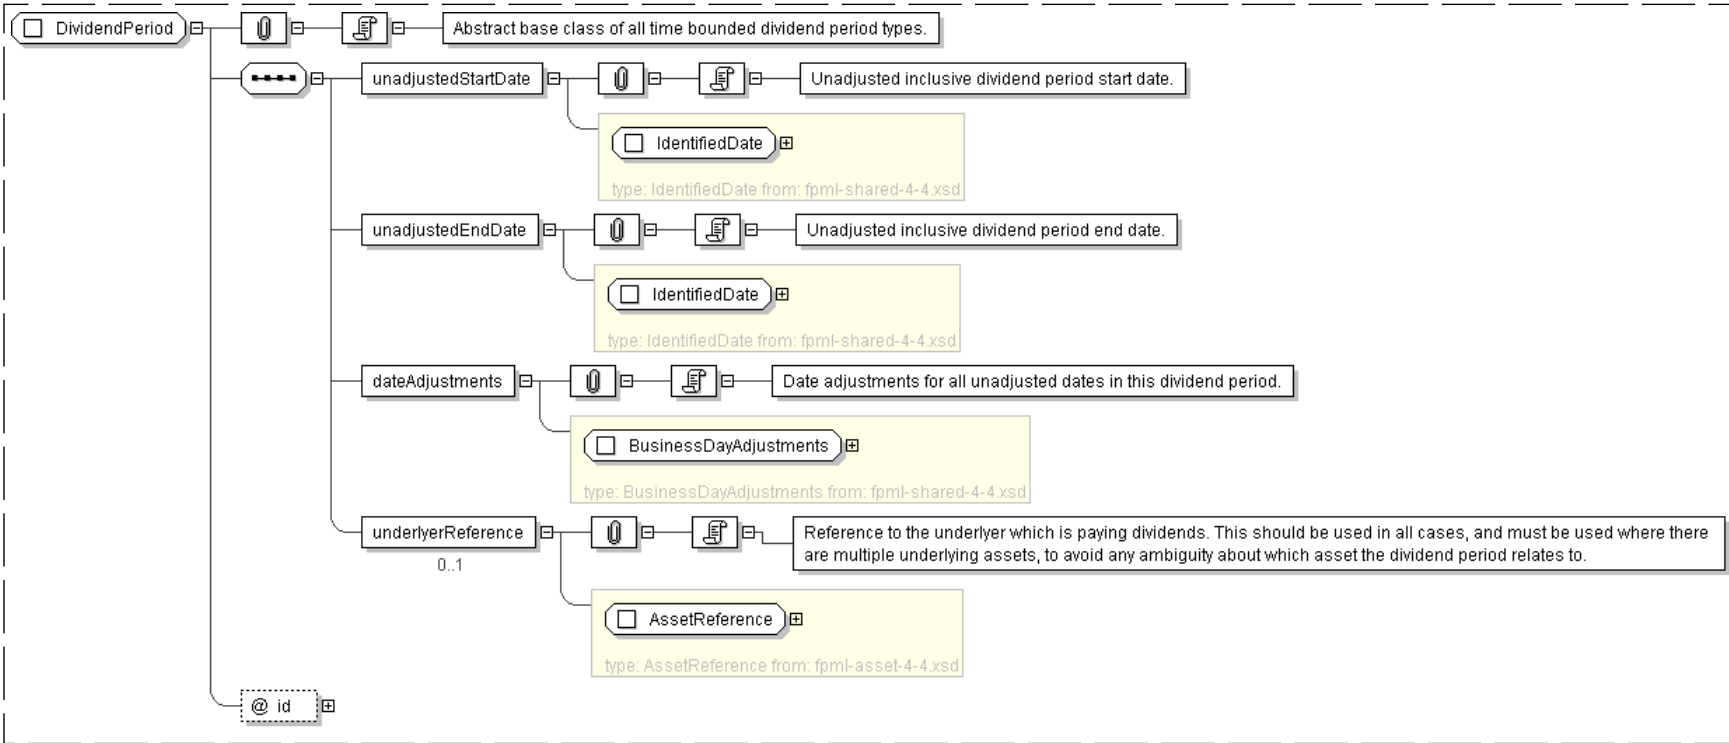 DividendPeriod
Abstract base class of all time bounded dividend period types.
unadjustedStartDate
Unadjusted inclusive dividend period start date.
IdentifiedDate
type: IdentifiedDate from: fpml-shared-4-4.xsd
unadjustedEndDate
Unadjusted inclusive dividend period end date.
IdentifiedDate
type: IdentifiedDate from: fpml-shared-4-4.xsd
dateAdjustments
Date adjustments for all unadjusted dates in this dividend period.
BusinessDayAdjustments
type: BusinessDayAdjustments from: fpml-shared-4-4.xsd
underlyerReference
0..1
Reference to the underlyer which is paying dividends. This should be used in all cases, and must be used where there
are multiple underlying assets, to avoid any ambiguity about which asset the dividend period relates to.
AssetReference
type: AssetReference from: fpml-asset-4-4.xsd
@ id